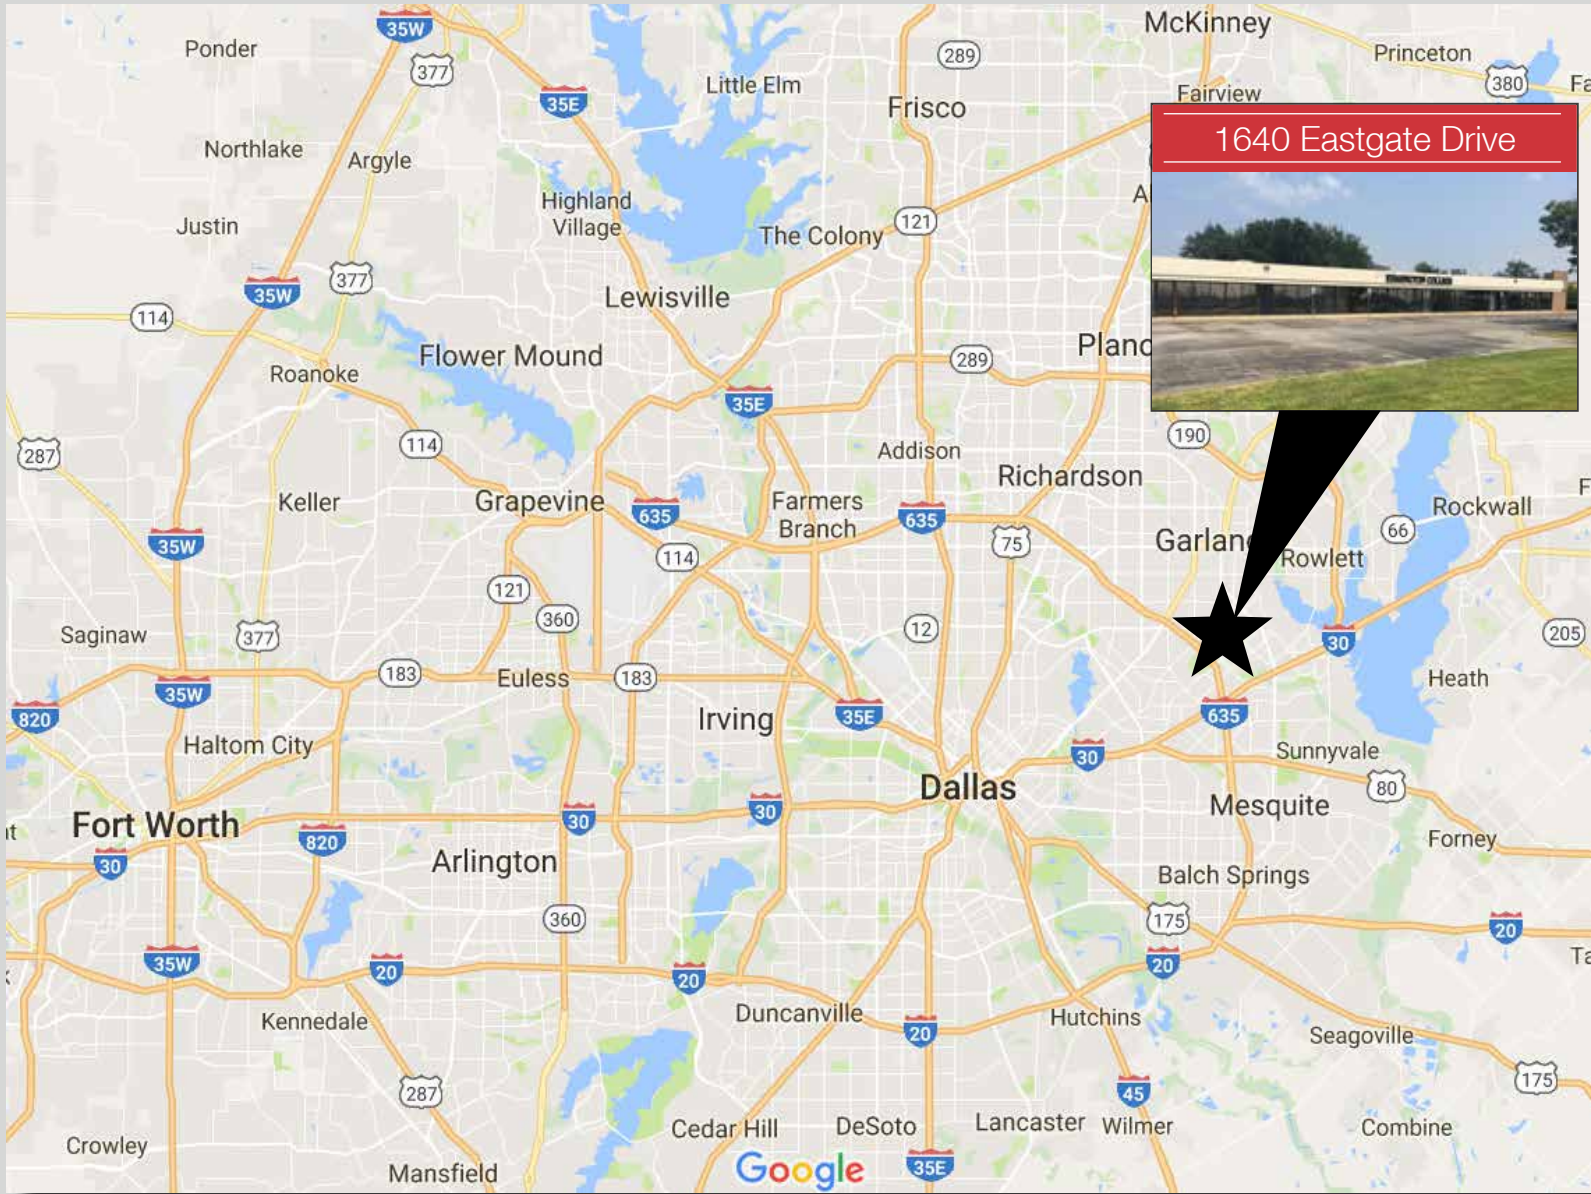 35W
McKinney
Ponder
289
Princeton
377
Little Elm
380
35E
Fairview
Frisco
1640 Eastgate Drive
Northlake
Argyle
Highland
Village
121
Justin
The Colony
377
35W
Lewisville
114
Flower Mound
289
Roanoke
35E
190
114
287
Addison
Richardson
Keller
Grapevine
Farmers
Branch
635
635
Rockwall
66
35W
75
114
Rowlett
121
360
12
Saginaw
377
30
205
183
Euless
183
Heath
35W
820
35E
635
Irving
Haltom City
30
Sunnyvale
Dallas
80
30
30
Mesquite
Fort Worth
820
Forney
30
Arlington
Balch Springs
360
175
20
35W
20
20
20
Duncanville
Hutchins
Kennedale
20
Seagoville
175
287
45
Cedar Hill
DeSoto
Lancaster
Wilmer
Combine
Crowley
Mansfield
Google
35E